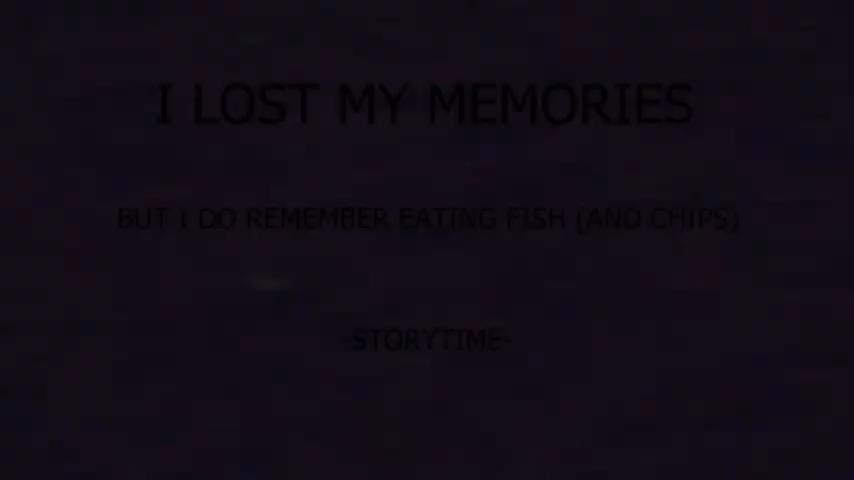 I LOST MY MEMORIES
BUT I DO REMEMBER EATING FISH (AND CHIPS)
-STORYTIME-